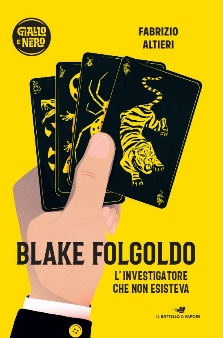 GIALLO
E NERO
FABRIZIO
ALTIERI
BLAKE FOLGOLDO
L'INVESTIGATORE
CHE NON ESISTEVA
IL BATTELLO A VAPORE